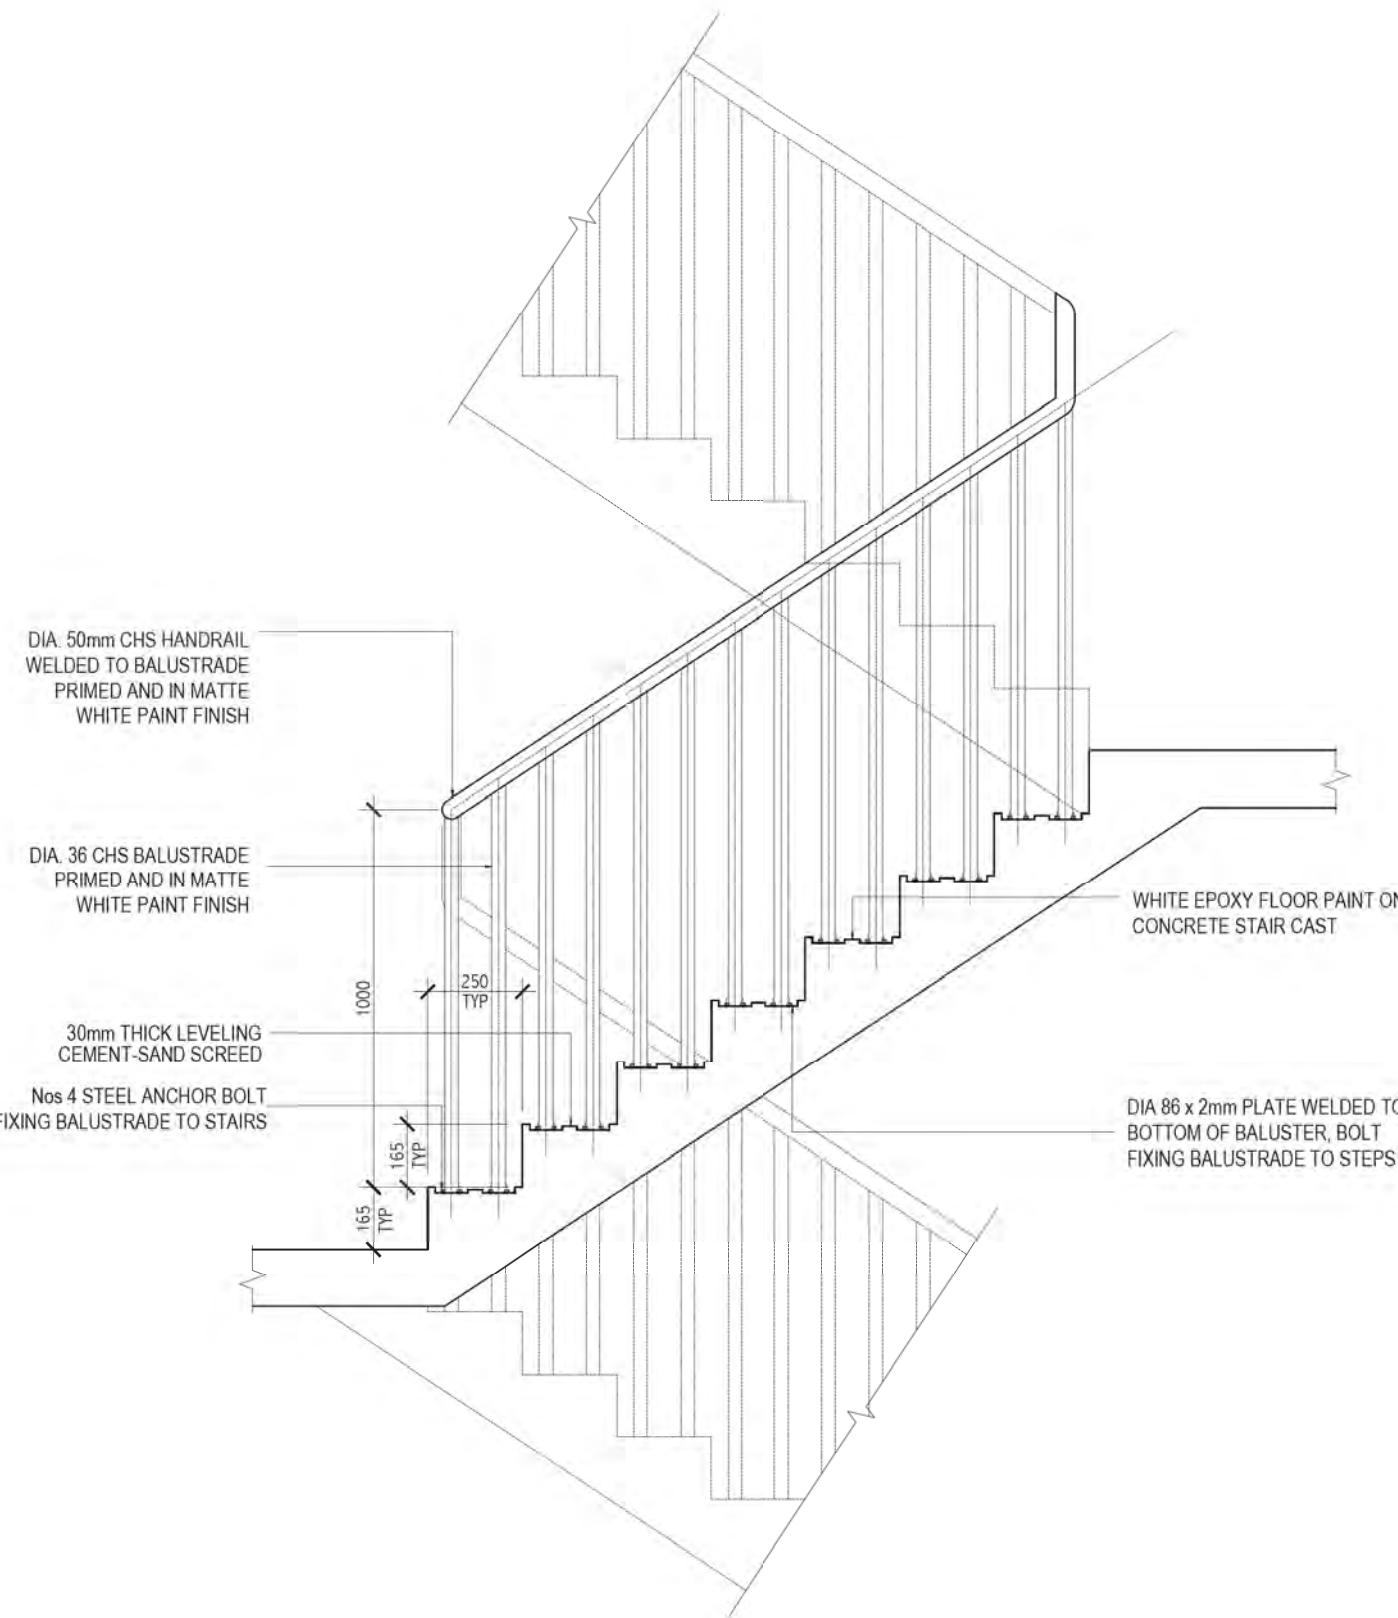 DIA. 50mm CHS HANDRAIL
WELDED TO BALUSTRADE
PRIMED AND IN MATTE
WHITE PAINT FINISH
DIA. 36 CHS BALUSTRADE
PRIMED AND IN MATTE
WHITE PAINT FINISH
WHITE EPOXY FLOOR PAINT ON
CONCRETE STAIR CAST
250
TYP
1000
30mm THICK LEVELING
CEMENT-SAND SCREED
Nos 4 STEEL ANCHOR BOLT
FIXING BALUSTRADE TO STAIRS
DIA 86 x 2mm PLATE WELDED TO
BOTTOM OF BALUSTER, BOLT
FIXING BALUSTRADE TO STEPS
165
TYP
165
TYP